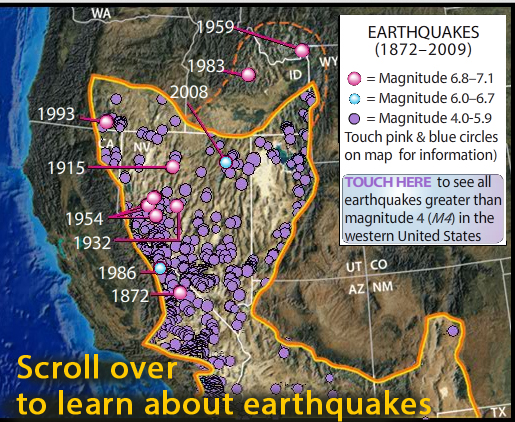 WA
1959
EARTHQUAKES
(1872–2009)
WY
1983
ID
= Magnitude 6.8–7.1
2008
= Magnitude 6.0–6.7
1993
= Magnitude 4.0-5.9
Touch pink & blue circles
on map for information)
CA
NV
1915
TOUCH HERE to see all
earthquakes greater than
magnitude 4 (M4) in the
western United States
1954
1932
1986
UT CO
AZ NM
1872
Scroll over
to learn about earthquakes
TX